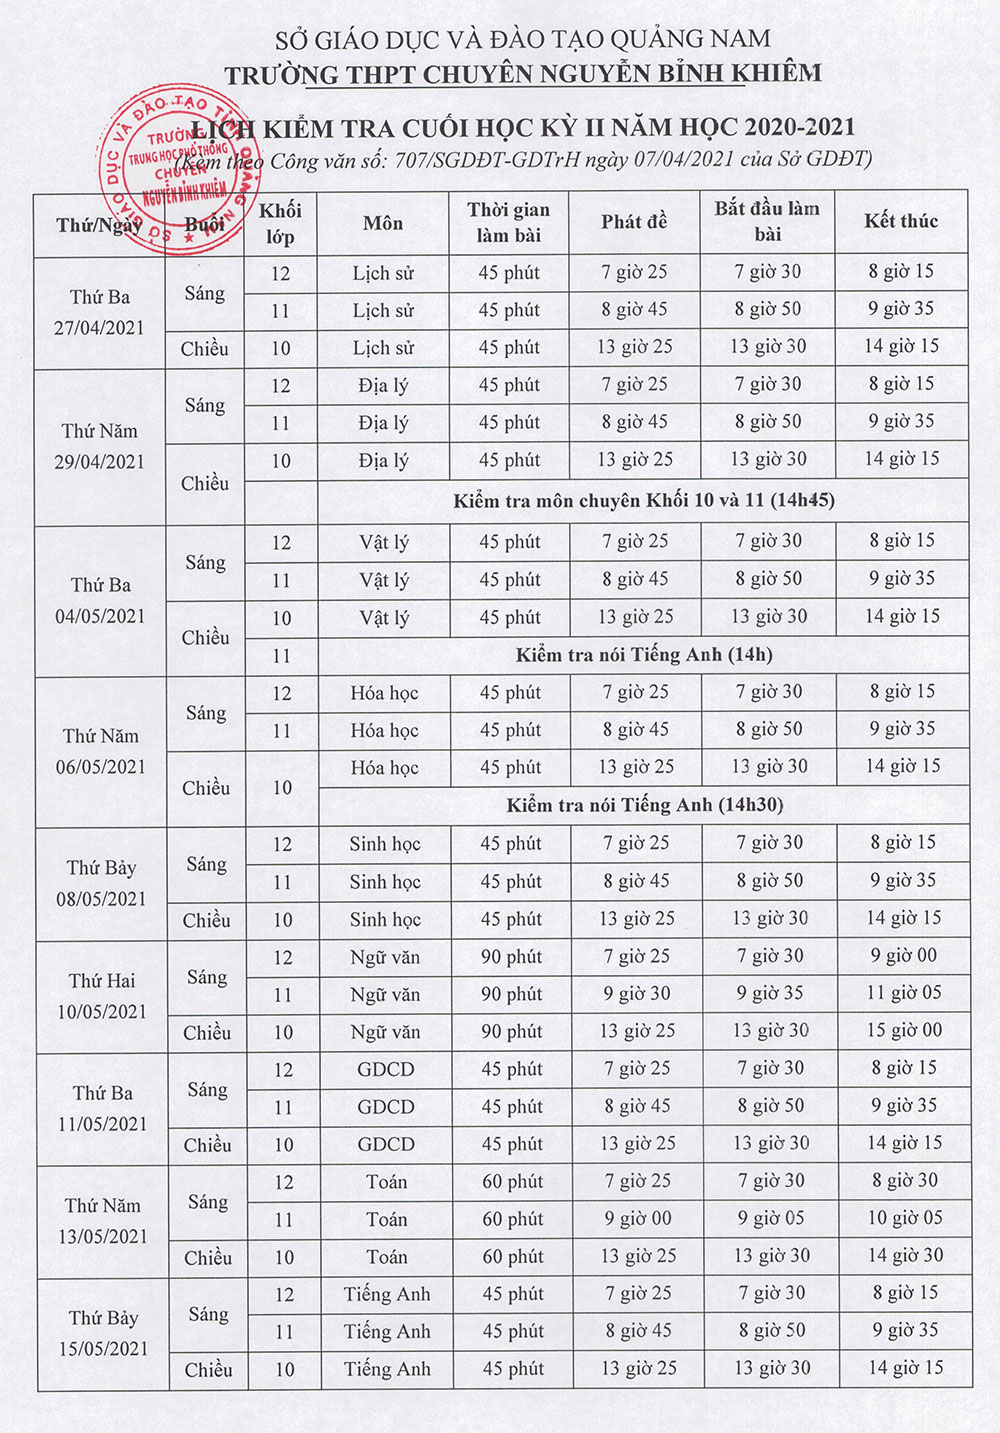 SỞ GIÁO DỤC VÀ ĐÀO TẠO QUẢNG NAM
TRƯỜNG THPT CHUYÊN NGUYỄN BỈNH KHIÊM
LỊCH KIỂM TRA CUỐI HỌC KỲ II NĂM HỌC 2020-2021
(Kèm theo Công văn số: 707/SGDĐT-GDTrH ngày 07/04/2021 của Sở GDĐT)
SỞ GIÁO DỤC VÀ ĐÀO TẠO TỈNH QUẢNG NAM
TRƯỜNG
TRUNG HỌC PHỔ THÔNG
CHUYÊN
NGUYỄN BỈNH KHIÊM
Thứ/Ngày Buổi Khối lớp Môn Thời gian làm bài Phát đề Bắt đầu làm bài Kết thúc
Thứ Ba 27/04/2021 Sáng 12 Lịch sử 45 phút 7 giờ 25 7 giờ 30 8 giờ 15
11 Lịch sử 45 phút 8 giờ 45 8 giờ 50 9 giờ 35
Chiều 10 Lịch sử 45 phút 13 giờ 25 13 giờ 30 14 giờ 15
Thứ Năm 29/04/2021 Sáng 12 Địa lý 45 phút 7 giờ 25 7 giờ 30 8 giờ 15
11 Địa lý 45 phút 8 giờ 45 8 giờ 50 9 giờ 35
Chiều 10 Địa lý 45 phút 13 giờ 25 13 giờ 30 14 giờ 15
Kiểm tra môn chuyên Khối 10 và 11 (14h45)
Thứ Ba 04/05/2021 Sáng 12 Vật lý 45 phút 7 giờ 25 7 giờ 30 8 giờ 15
11 Vật lý 45 phút 8 giờ 45 8 giờ 50 9 giờ 35
Chiều 10 Vật lý 45 phút 13 giờ 25 13 giờ 30 14 giờ 15
11 Kiểm tra nói Tiếng Anh (14h)
Thứ Năm 06/05/2021 Sáng 12 Hóa học 45 phút 7 giờ 25 7 giờ 30 8 giờ 15
11 Hóa học 45 phút 8 giờ 45 8 giờ 50 9 giờ 35
Chiều 10 Hóa học 45 phút 13 giờ 25 13 giờ 30 14 giờ 15
Kiểm tra nói Tiếng Anh (14h30)
Thứ Bảy 08/05/2021 Sáng 12 Sinh học 45 phút 7 giờ 25 7 giờ 30 8 giờ 15
11 Sinh học 45 phút 8 giờ 45 8 giờ 50 9 giờ 35
Chiều 10 Sinh học 45 phút 13 giờ 25 13 giờ 30 14 giờ 15
Thứ Hai 10/05/2021 Sáng 12 Ngữ văn 90 phút 7 giờ 25 7 giờ 30 9 giờ 00
11 Ngữ văn 90 phút 9 giờ 30 9 giờ 35 11 giờ 05
Chiều 10 Ngữ văn 90 phút 13 giờ 25 13 giờ 30 15 giờ 00
Thứ Ba 11/05/2021 Sáng 12 GDCD 45 phút 7 giờ 25 7 giờ 30 8 giờ 15
11 GDCD 45 phút 8 giờ 45 8 giờ 50 9 giờ 35
Chiều 10 GDCD 45 phút 13 giờ 25 13 giờ 30 14 giờ 15
Thứ Năm 13/05/2021 Sáng 12 Toán 60 phút 7 giờ 25 7 giờ 30 8 giờ 30
11 Toán 60 phút 9 giờ 00 9 giờ 05 10 giờ 05
Chiều 10 Toán 60 phút 13 giờ 25 13 giờ 30 14 giờ 30
Thứ Bảy 15/05/2021 Sáng 12 Tiếng Anh 45 phút 7 giờ 25 7 giờ 30 8 giờ 15
11 Tiếng Anh 45 phút 8 giờ 45 8 giờ 50 9 giờ 35
Chiều 10 Tiếng Anh 45 phút 13 giờ 25 13 giờ 30 14 giờ 15